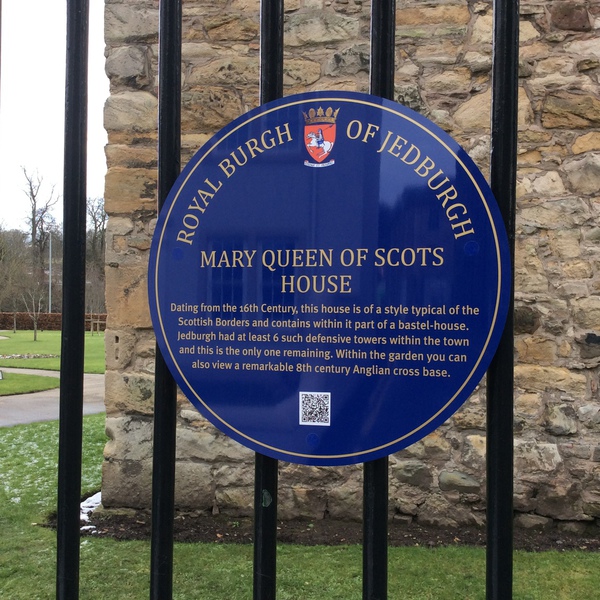 ROYAL BURGH OF JEDBURGH
MARY QUEEN OF SCOTS
HOUSE
Dating from the 16th Century, this house is of a style typical of the
Scottish Borders and contains within it part of a bastel-house.
Jedburgh had at least 6 such defensive towers within the town
and this is the only one remaining. Within the garden you can
also view a remarkable 8th century Anglian cross base.